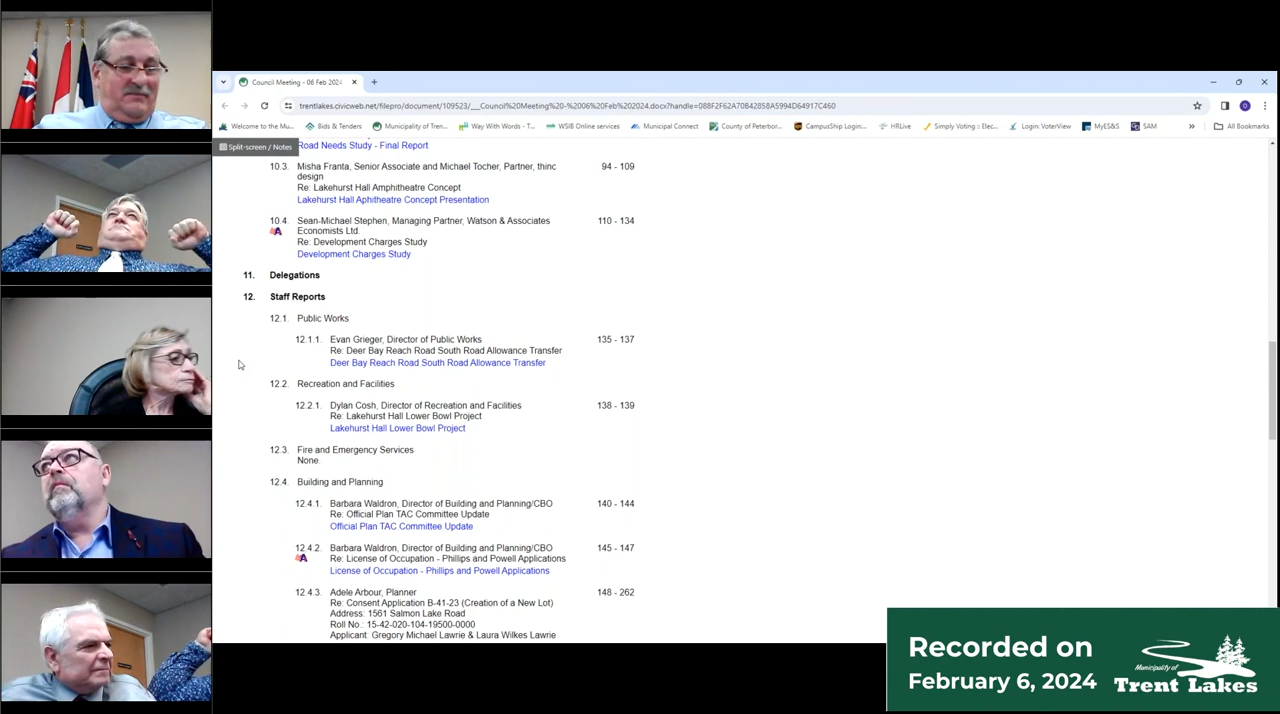 Council Meeting - 06 Feb 2024
trentlakes.civicweb.net/filepro/document/109523/___Council%20Meeting%20-%2006%20Feb%202024.docx?handle=088F2F62A70B42858A5994D64917C460
Welcome to the Mu...
Bids & Tenders
Municipality of Tren...
Way With Words - T...
WSIB Online services
Municipal Connect
County of Peterbor...
CampusShip Login:...
HRLive
Simply Voting :: Elec...
Login: VoterView
MyES&S
SAM
All Bookmarks
Split-screen / Notes
Road Needs Study - Final Report
10.3. Misha Franta, Senior Associate and Michael Tocher, Partner, thinc 94 - 109
design
Re: Lakehurst Hall Amphitheatre Concept
Lakehurst Hall Aphitheatre Concept Presentation
10.4. Sean-Michael Stephen, Managing Partner, Watson & Associates 110 - 134
Economists Ltd.
Re: Development Charges Study
Development Charges Study
11. Delegations
12. Staff Reports
12.1. Public Works
12.1.1. Evan Grieger, Director of Public Works 135 - 137
Re: Deer Bay Reach Road South Road Allowance Transfer
Deer Bay Reach Road South Road Allowance Transfer
12.2. Recreation and Facilities
12.2.1. Dylan Cosh, Director of Recreation and Facilities 138 - 139
Re: Lakehurst Hall Lower Bowl Project
Lakehurst Hall Lower Bowl Project
12.3. Fire and Emergency Services
None.
12.4. Building and Planning
12.4.1. Barbara Waldron, Director of Building and Planning/CBO 140 - 144
Re: Official Plan TAC Committee Update
Official Plan TAC Committee Update
12.4.2. Barbara Waldron, Director of Building and Planning/CBO 145 - 147
Re: License of Occupation - Phillips and Powell Applications
License of Occupation - Phillips and Powell Applications
12.4.3. Adele Arbour, Planner 148 - 262
Re: Consent Application B-41-23 (Creation of a New Lot)
Address: 1561 Salmon Lake Road
Roll No.: 15-42-020-104-19500-0000
Applicant: Gregory Michael Lawrie & Laura Wilkes Lawrie
Recorded on
February 6, 2024
Municipality of
Trent Lakes